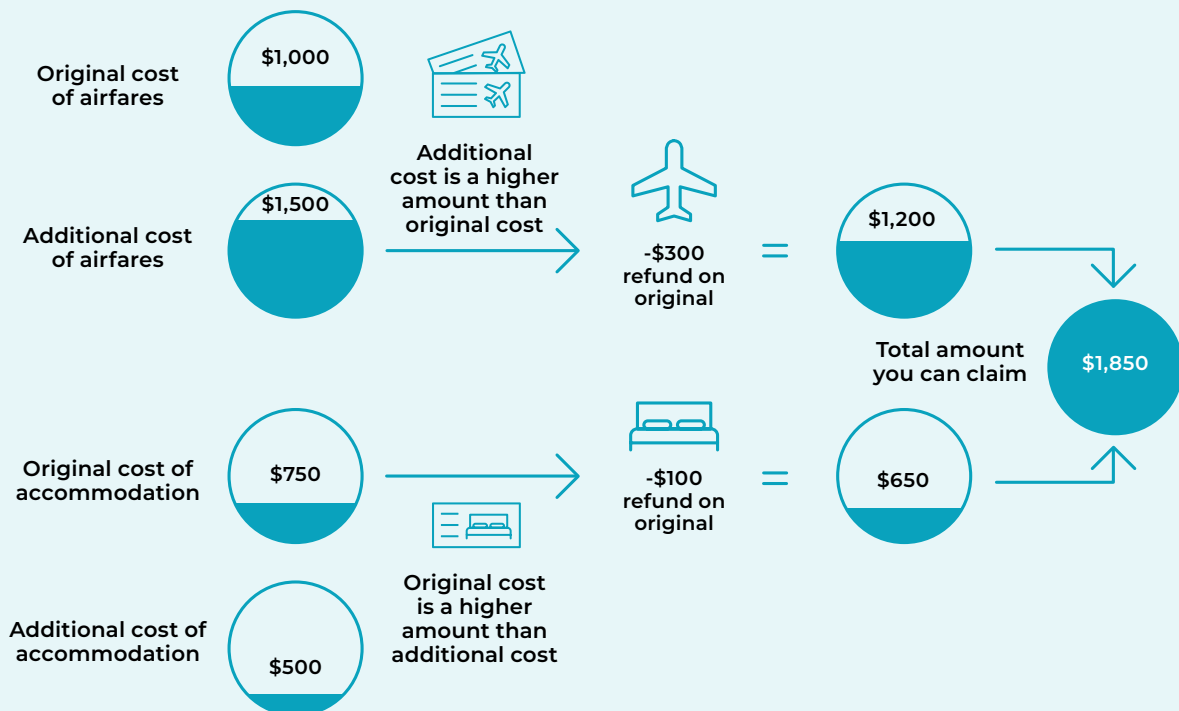 Original cost
of airfares
$1,000
Additional
cost is a higher
amount than
original cost
Additional cost
of airfares
$1,500
-$300
refund on
original
=
$1,200
Total amount
you can claim
$1,850
Original cost of
accommodation
$750
-$100
refund on
original
=
$650
Original cost
is a higher
amount than
additional cost
Additional cost of
accommodation
$500